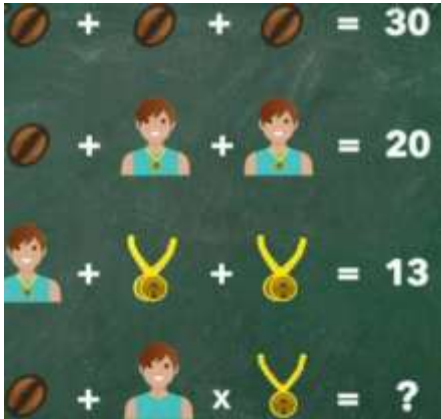 + + = 30
+ + = 20
+ + = 13
+ x = ?